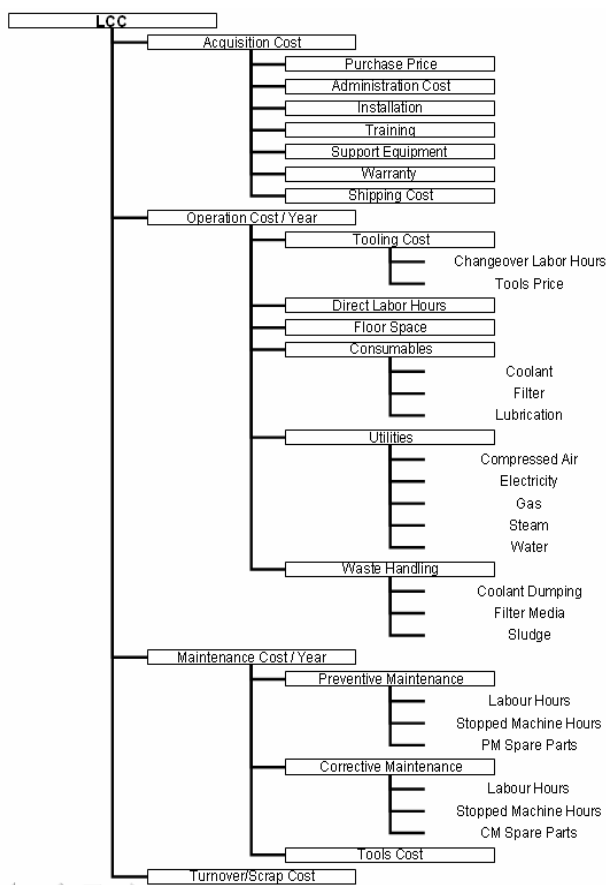 LCC
Acquisition Cost
Purchase Price
Administration Cost
Installation
Training
Support Equipment
Warranty
Shipping Cost
Operation Cost / Year
Tooling Cost
Changeover Labor Hours
Tools Price
Direct Labor Hours
Floor Space
Consumables
Coolant
Filter
Lubrication
Utilities
Compressed Air
Electricity
Gas
Steam
Water
Waste Handling
Coolant Dumping
Filter Media
Sludge
Maintenance Cost / Year
Preventive Maintenance
Labour Hours
Stopped Machine Hours
PM Spare Parts
Corrective Maintenance
Labour Hours
Stopped Machine Hours
CM Spare Parts
Tools Cost
Turnover/Scrap Cost